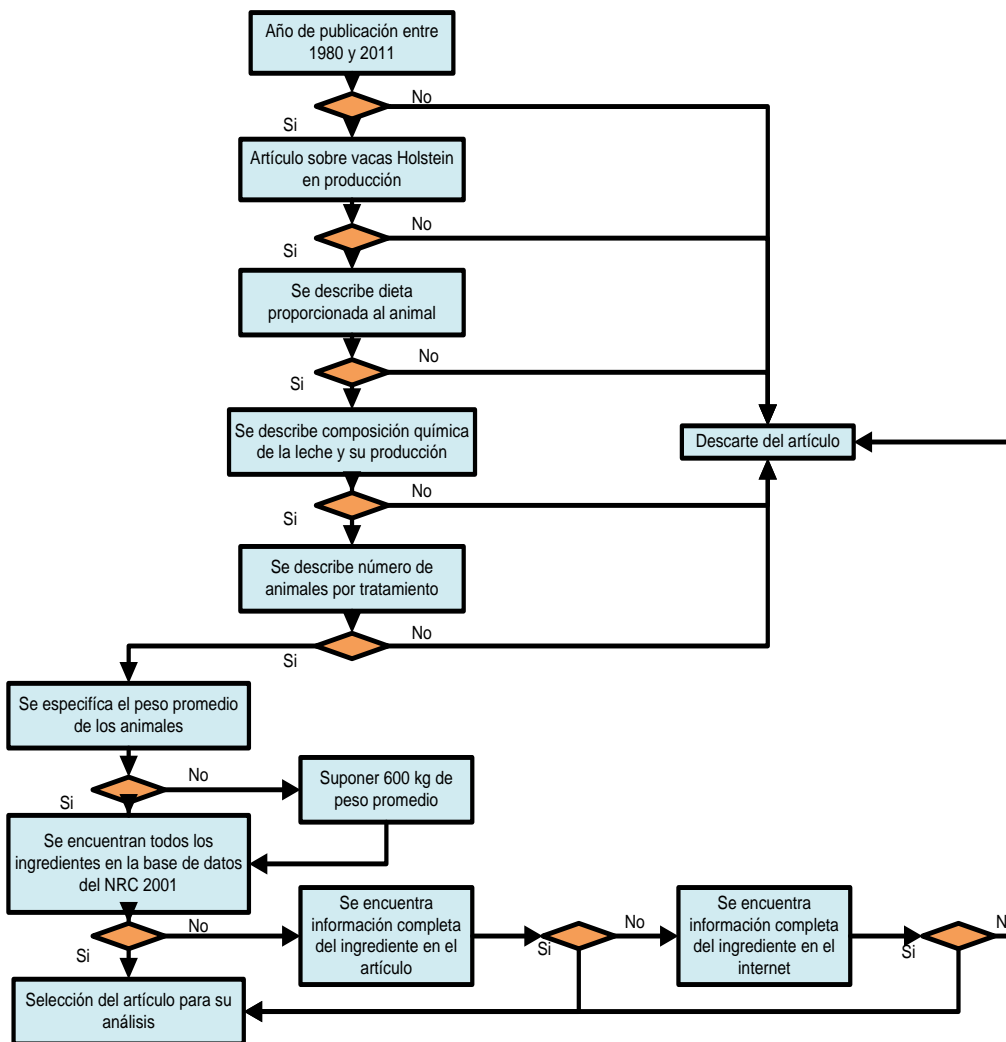 Año de publicación entre
1980 y 2011
No
Si
Artículo sobre vacas Holstein
en producción
No
Si
Se describe dieta
proporcionada al animal
No
Si
Se describe composición química
de la leche y su producción
Descarte del artículo
No
Si
Se describe número de
animales por tratamiento
No
Si
Se especifíca el peso promedio
de los animales
No
Si
Suponer 600 kg de
peso promedio
Se encuentran todos los
ingredientes en la base de datos
del NRC 2001
No
Si
Se encuentra
información completa
del ingrediente en el
artículo
No
Si
Se encuentra
información completa
del ingrediente en el
internet
N
Si
Selección del artículo para su
análisis